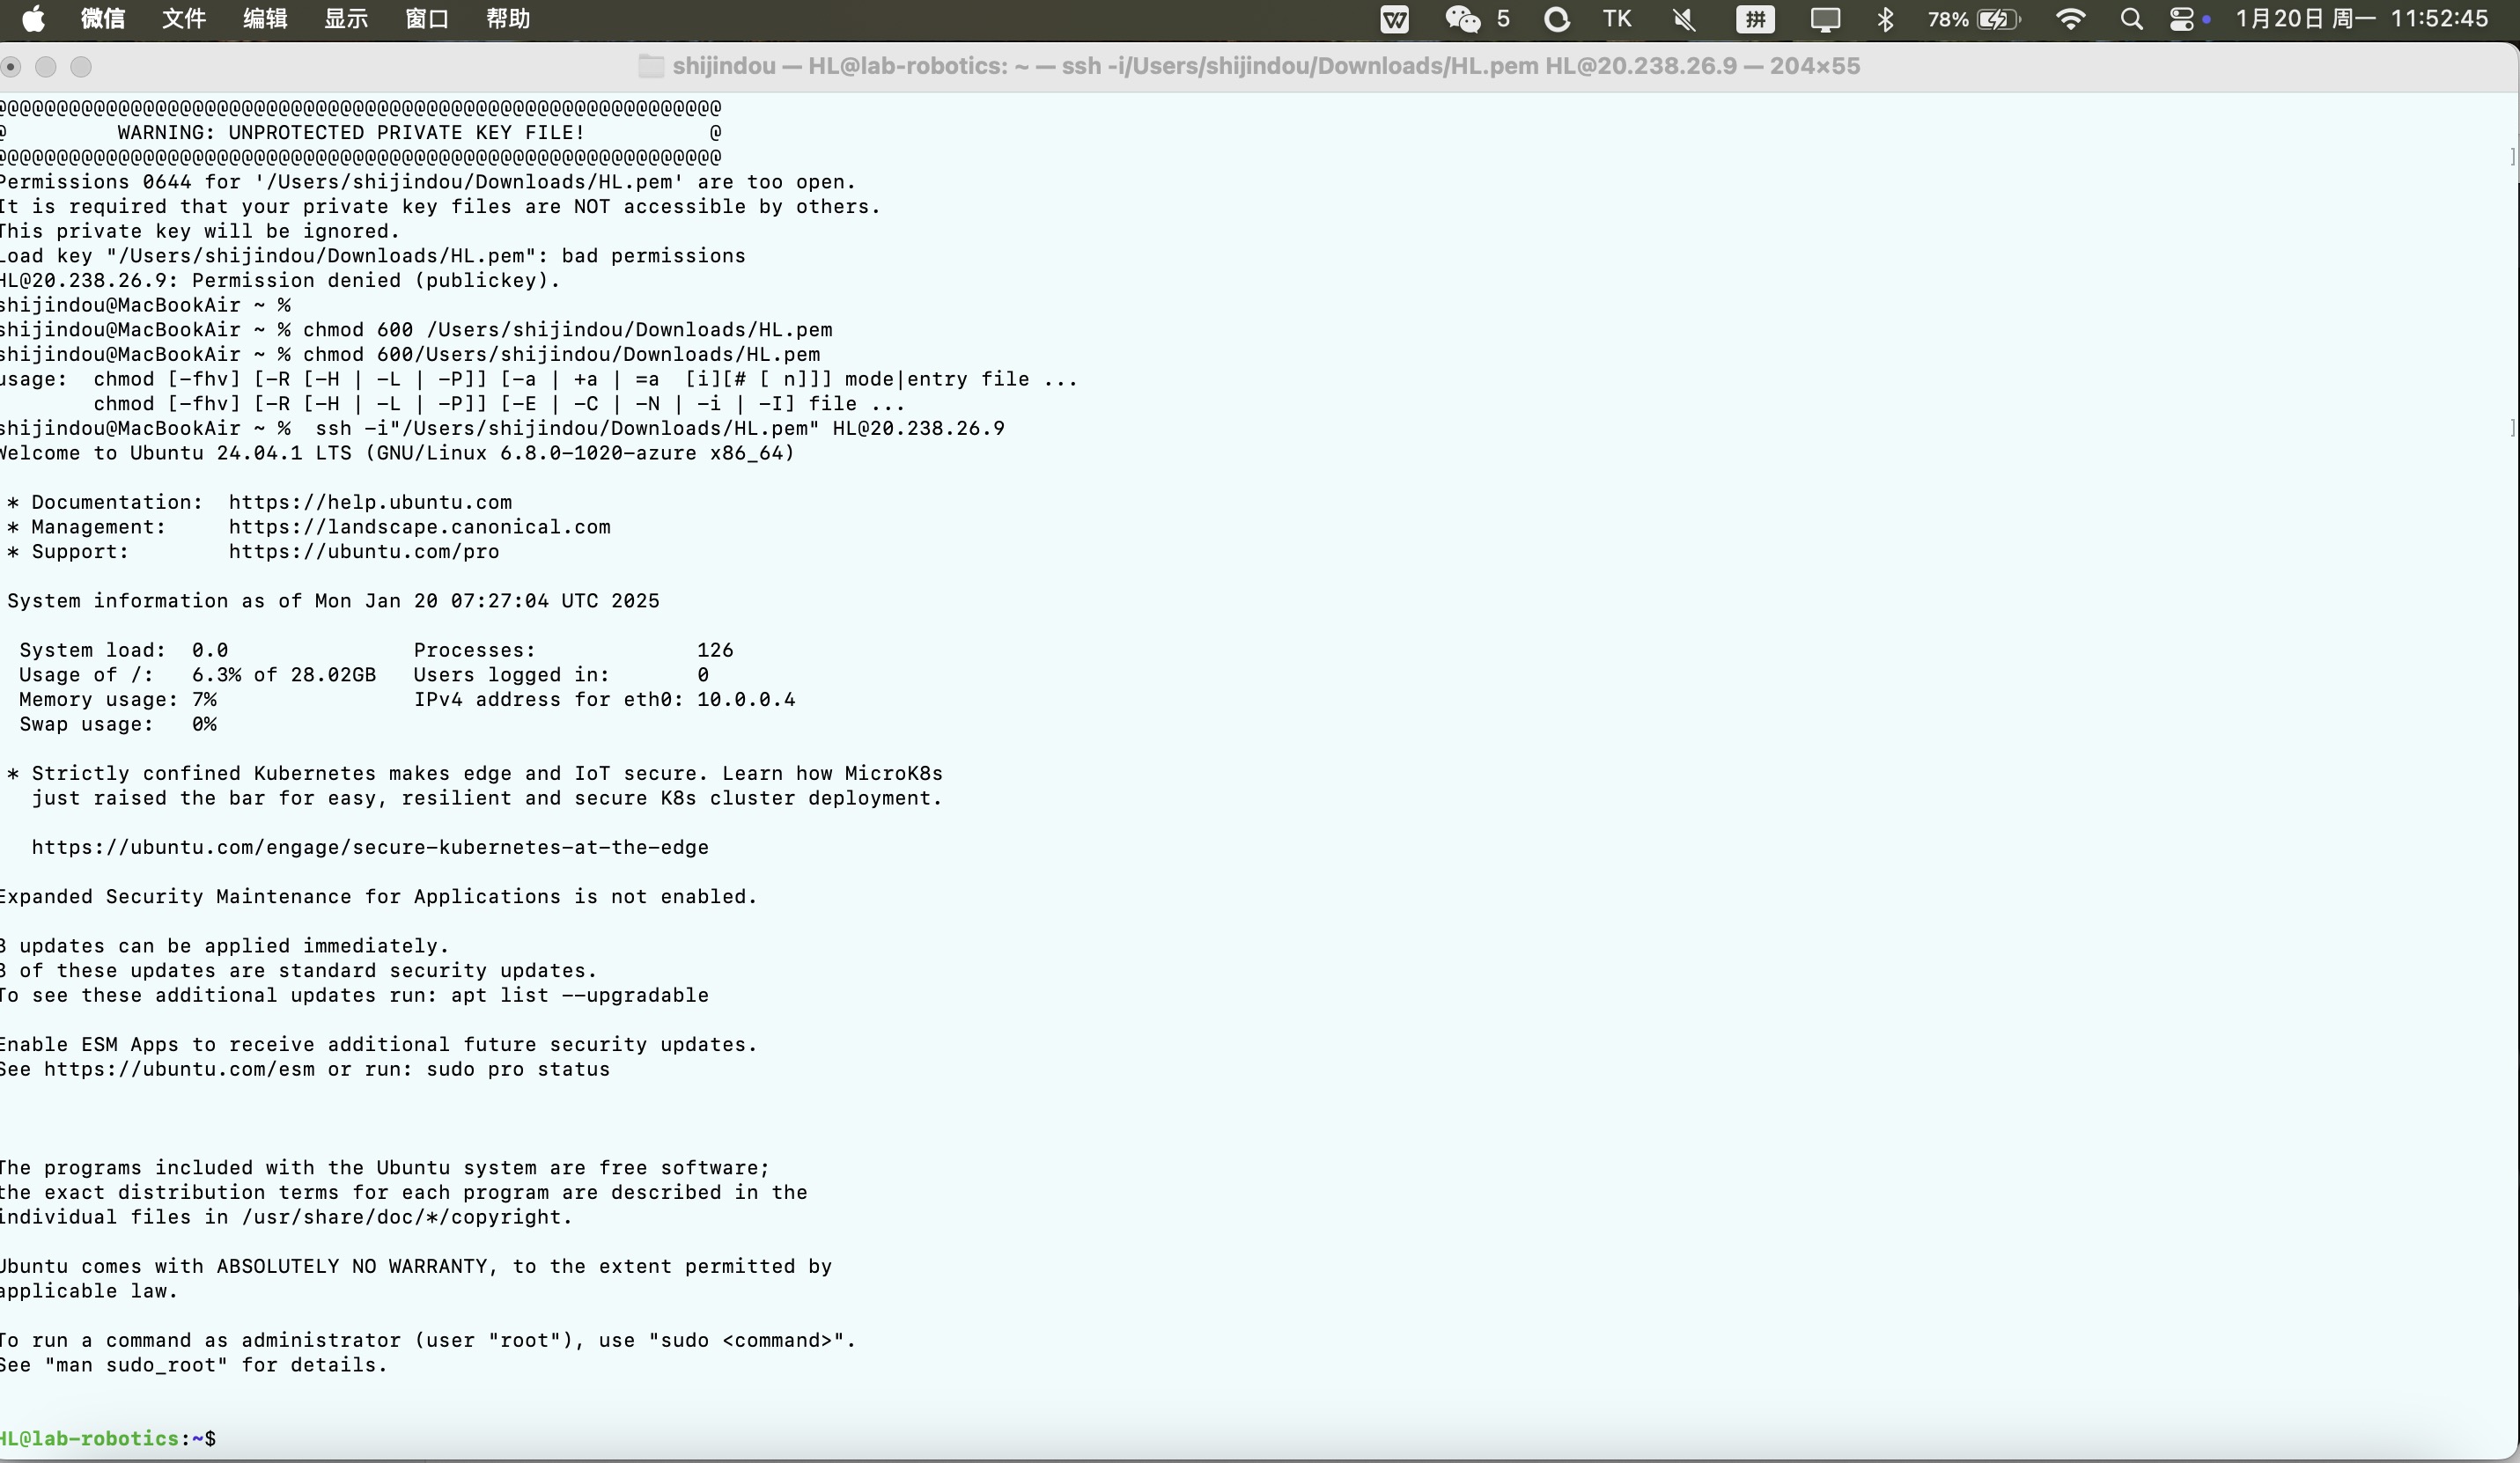 微信 文件 编辑 显示 窗口 帮助 5 TK 拼 78% 1月20日 周一 11:52:45
shijindou — HL@lab-robotics: ~ — ssh -i/Users/shijindou/Downloads/HL.pem HL@20.238.26.9 — 204×55
@@@@@@@@@@@@@@@@@@@@@@@@@@@@@@@@@@@@@@@@@@@@@@@@@@@@@@@@@@@
@         WARNING: UNPROTECTED PRIVATE KEY FILE!          @
@@@@@@@@@@@@@@@@@@@@@@@@@@@@@@@@@@@@@@@@@@@@@@@@@@@@@@@@@@@
Permissions 0644 for '/Users/shijindou/Downloads/HL.pem' are too open.
It is required that your private key files are NOT accessible by others.
This private key will be ignored.
Load key "/Users/shijindou/Downloads/HL.pem": bad permissions
HL@20.238.26.9: Permission denied (publickey).
shijindou@MacBookAir ~ %
shijindou@MacBookAir ~ % chmod 600 /Users/shijindou/Downloads/HL.pem
shijindou@MacBookAir ~ % chmod 600/Users/shijindou/Downloads/HL.pem
usage:  chmod [-fhv] [-R [-H | -L | -P]] [-a | +a | =a  [i][# [ n]]] mode|entry file ...
        chmod [-fhv] [-R [-H | -L | -P]] [-E | -C | -N | -i | -I] file ...
shijindou@MacBookAir ~ %  ssh -i"/Users/shijindou/Downloads/HL.pem" HL@20.238.26.9
Welcome to Ubuntu 24.04.1 LTS (GNU/Linux 6.8.0-1020-azure x86_64)
* Documentation:  https://help.ubuntu.com
* Management:     https://landscape.canonical.com
* Support:        https://ubuntu.com/pro
System information as of Mon Jan 20 07:27:04 UTC 2025
System load:  0.0               Processes:             126
Usage of /:   6.3% of 28.02GB   Users logged in:       0
Memory usage: 7%                IPv4 address for eth0: 10.0.0.4
Swap usage:   0%
* Strictly confined Kubernetes makes edge and IoT secure. Learn how MicroK8s
just raised the bar for easy, resilient and secure K8s cluster deployment.
https://ubuntu.com/engage/secure-kubernetes-at-the-edge
Expanded Security Maintenance for Applications is not enabled.
3 updates can be applied immediately.
3 of these updates are standard security updates.
To see these additional updates run: apt list --upgradable
Enable ESM Apps to receive additional future security updates.
See https://ubuntu.com/esm or run: sudo pro status
The programs included with the Ubuntu system are free software;
the exact distribution terms for each program are described in the
individual files in /usr/share/doc/*/copyright.
Ubuntu comes with ABSOLUTELY NO WARRANTY, to the extent permitted by
applicable law.
To run a command as administrator (user "root"), use "sudo <command>".
See "man sudo_root" for details.
HL@lab-robotics:~$